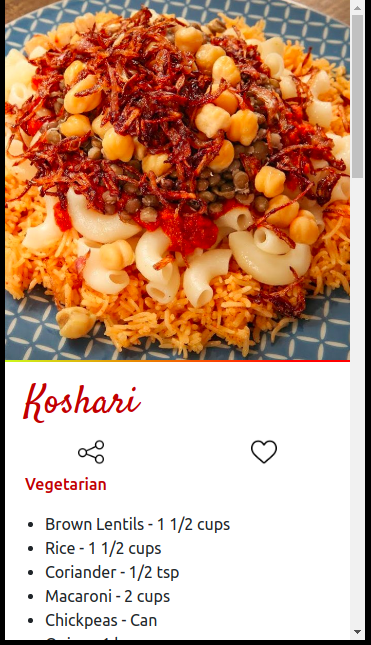 Koshari
Vegetarian
Brown Lentils - 1 1/2 cups
Rice - 1 1/2 cups
Coriander - 1/2 tsp
Macaroni - 2 cups
Chickpeas - Can